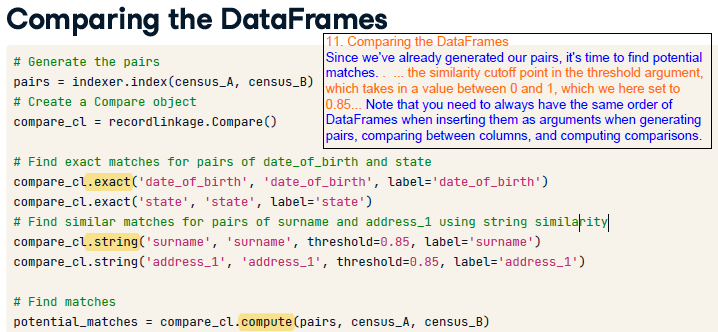 Comparing the DataFrames
11. Comparing the DataFrames
Since we've already generated our pairs, it's time to find potential
matches. . ... the similarity cutoff point in the threshold argument,
which takes in a value between 0 and 1, which we here set to
0.85... Note that you need to always have the same order of
DataFrames when inserting them as arguments when generating
pairs, comparing between columns, and computing comparisons.
# Generate the pairs
pairs = indexer.index(census_A, census_B)
# Create a Compare object
compare_cl = recordlinkage.Compare()
# Find exact matches for pairs of date_of_birth and state
compare_cl.exact('date_of_birth', 'date_of_birth', label='date_of_birth')
compare_cl.exact('state', 'state', label='state')
# Find similar matches for pairs of surname and address_1 using string similarity
compare_cl.string('surname', 'surname', threshold=0.85, label='surname')
compare_cl.string('address_1', 'address_1', threshold=0.85, label='address_1')
# Find matches
potential_matches = compare_cl.compute(pairs, census_A, census_B)